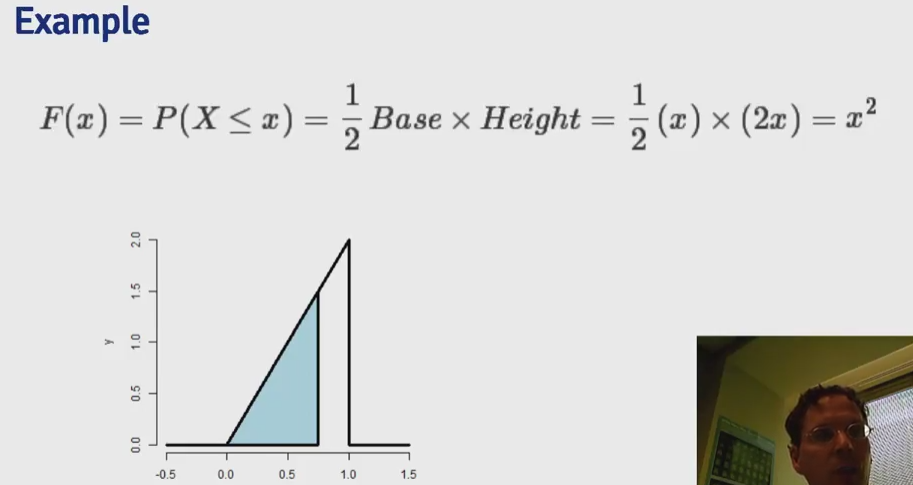 Example
F(x) = P(X ≤ x) = 1/2 Base × Height = 1/2 (x) × (2x) = x²
2.0
1.5
1.0
y
0.5
0.0
-0.5 0.0 0.5 1.0 1.5